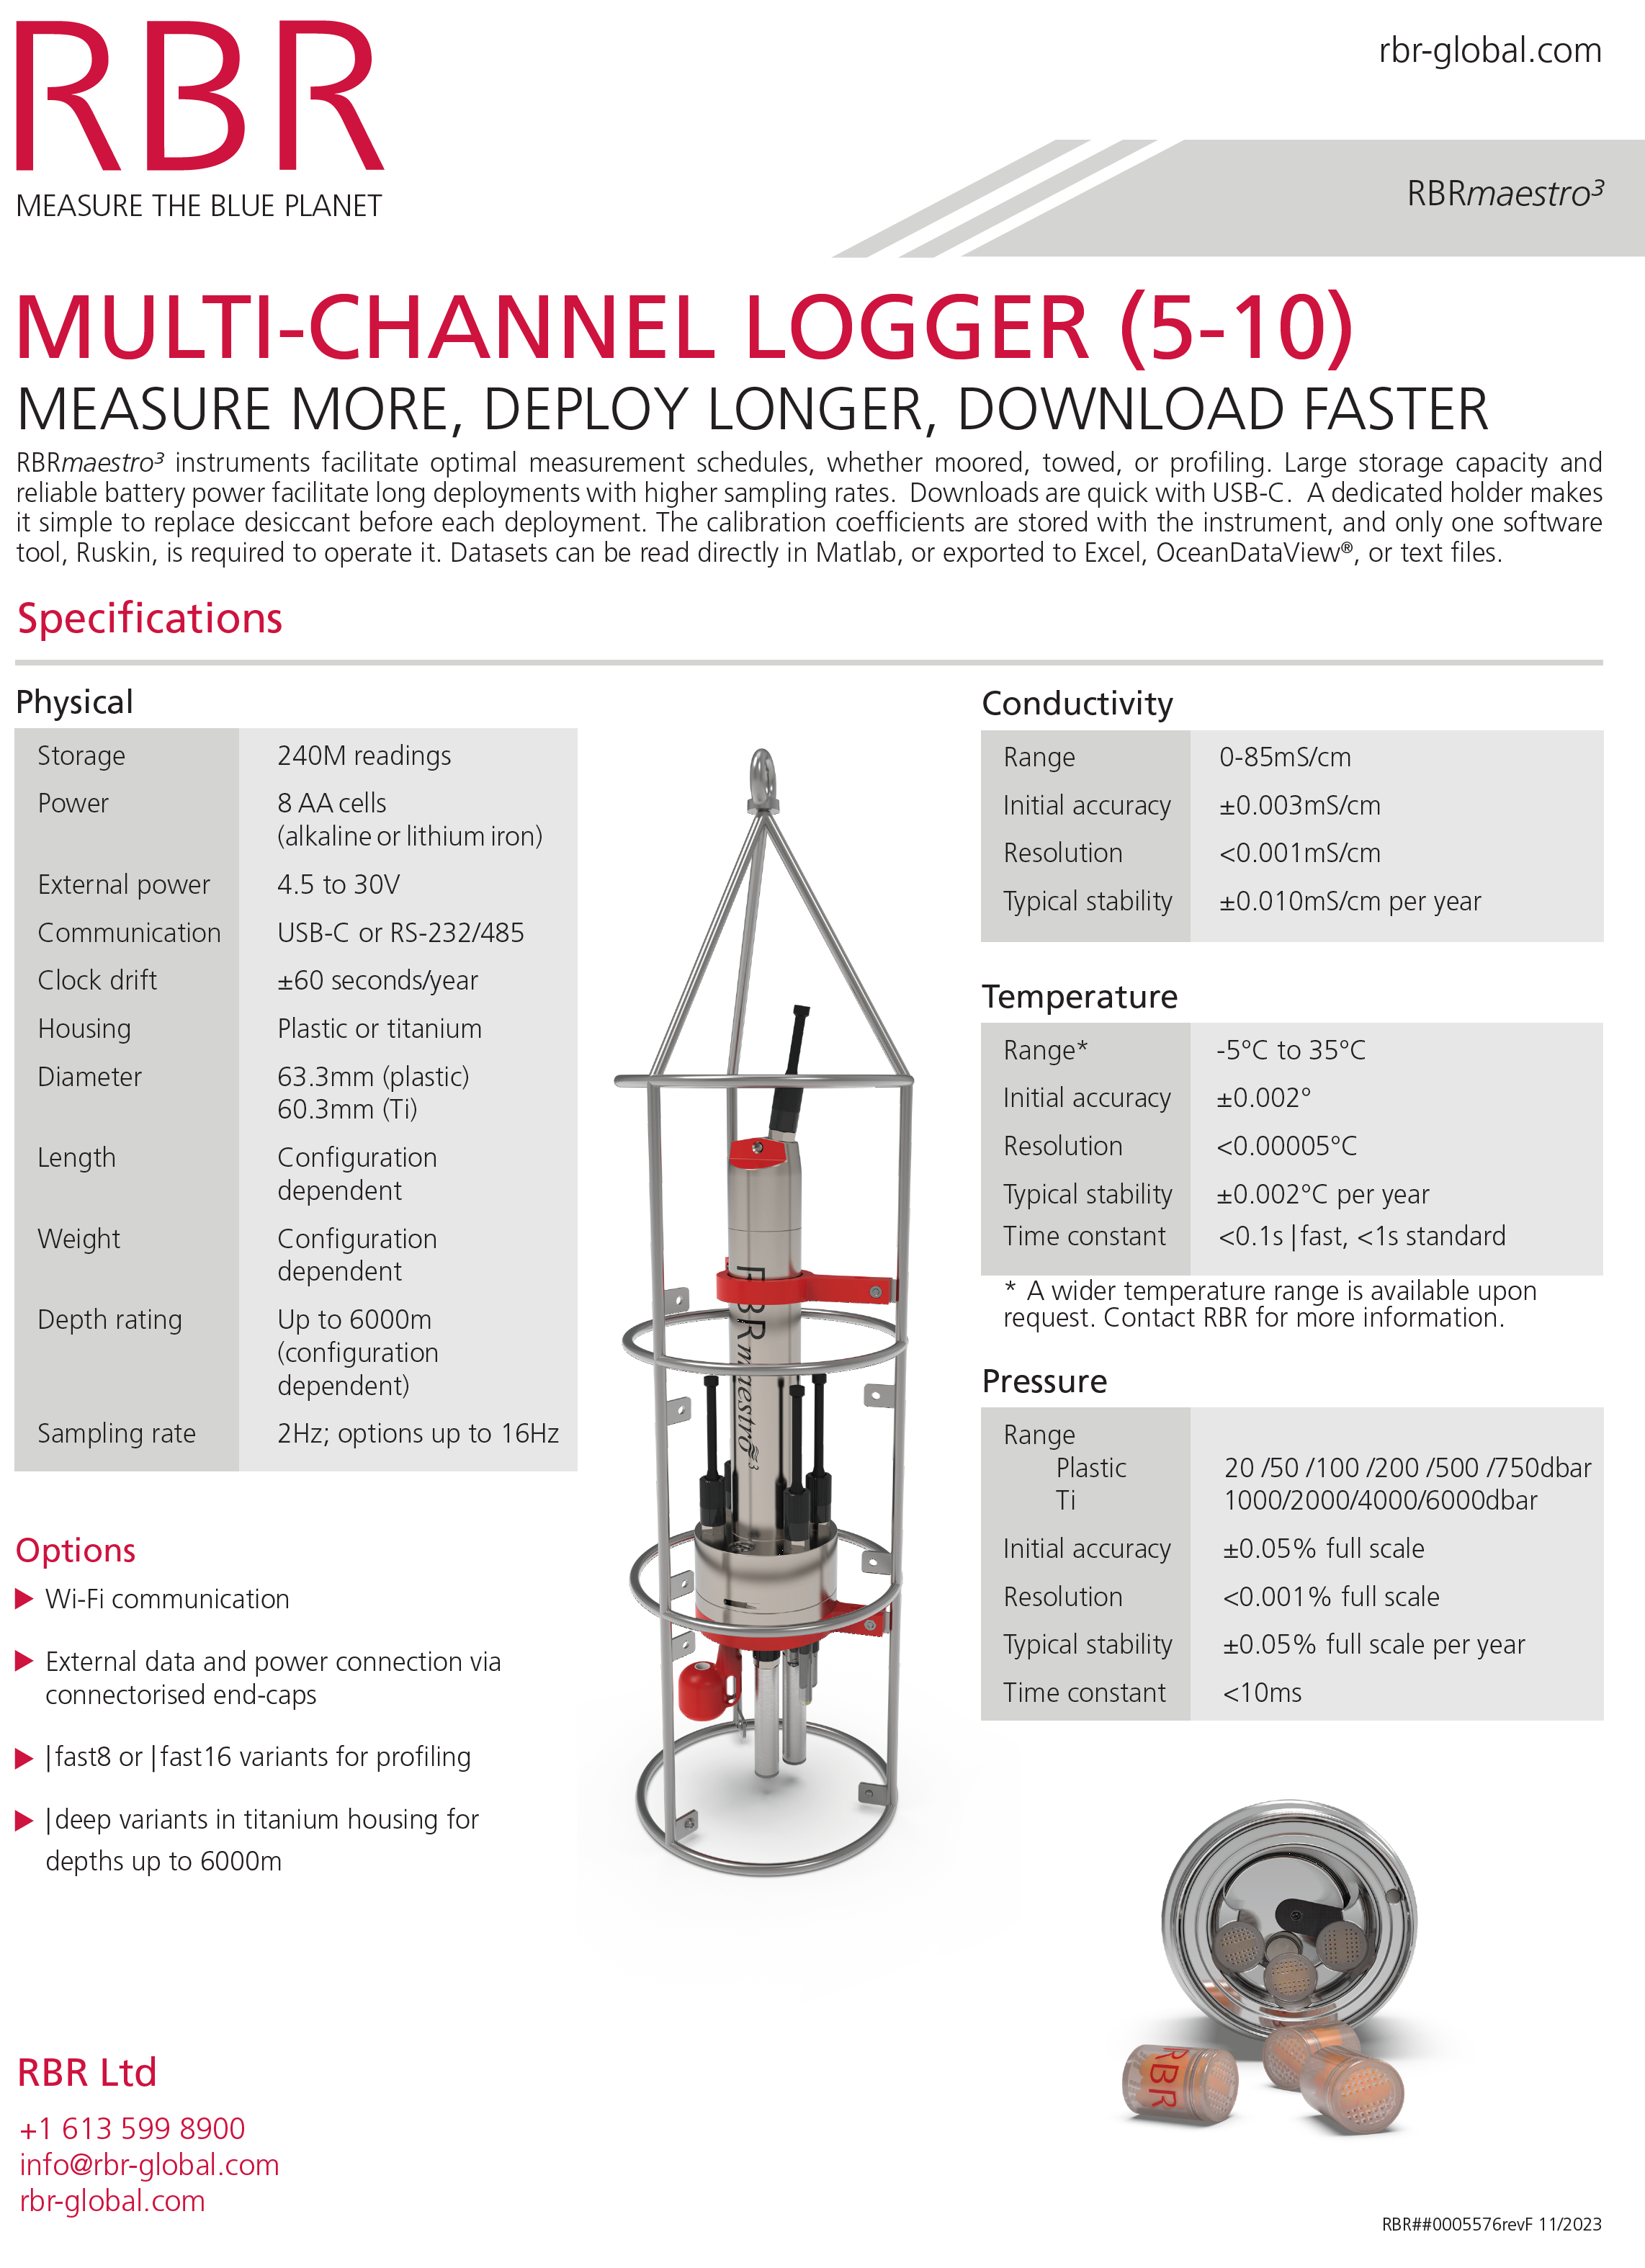 RBR
MEASURE THE BLUE PLANET
rbr-global.com
RBRmaestro³
MULTI-CHANNEL LOGGER (5-10)
MEASURE MORE, DEPLOY LONGER, DOWNLOAD FASTER
RBRmaestro³ instruments facilitate optimal measurement schedules, whether moored, towed, or profiling. Large storage capacity and
reliable battery power facilitate long deployments with higher sampling rates. Downloads are quick with USB-C. A dedicated holder makes
it simple to replace desiccant before each deployment. The calibration coefficients are stored with the instrument, and only one software
tool, Ruskin, is required to operate it. Datasets can be read directly in Matlab, or exported to Excel, OceanDataView®, or text files.
Specifications
Physical
Storage 240M readings
Power 8 AA cells
(alkaline or lithium iron)
External power 4.5 to 30V
Communication USB-C or RS-232/485
Clock drift ±60 seconds/year
Housing Plastic or titanium
Diameter 63.3mm (plastic)
60.3mm (Ti)
Length Configuration
dependent
Weight Configuration
dependent
Depth rating Up to 6000m
(configuration
dependent)
Sampling rate 2Hz; options up to 16Hz
Options
Wi-Fi communication
External data and power connection via
connectorised end-caps
|fast8 or |fast16 variants for profiling
|deep variants in titanium housing for
depths up to 6000m
RBRmaestro³
Conductivity
Range 0-85mS/cm
Initial accuracy ±0.003mS/cm
Resolution <0.001mS/cm
Typical stability ±0.010mS/cm per year
Temperature
Range* -5°C to 35°C
Initial accuracy ±0.002°
Resolution <0.00005°C
Typical stability ±0.002°C per year
Time constant <0.1s |fast, <1s standard
* A wider temperature range is available upon
request. Contact RBR for more information.
Pressure
Range
Plastic 20 /50 /100 /200 /500 /750dbar
Ti 1000/2000/4000/6000dbar
Initial accuracy ±0.05% full scale
Resolution <0.001% full scale
Typical stability ±0.05% full scale per year
Time constant <10ms
RBR
RBR Ltd
+1 613 599 8900
info@rbr-global.com
rbr-global.com
RBR##0005576revF 11/2023